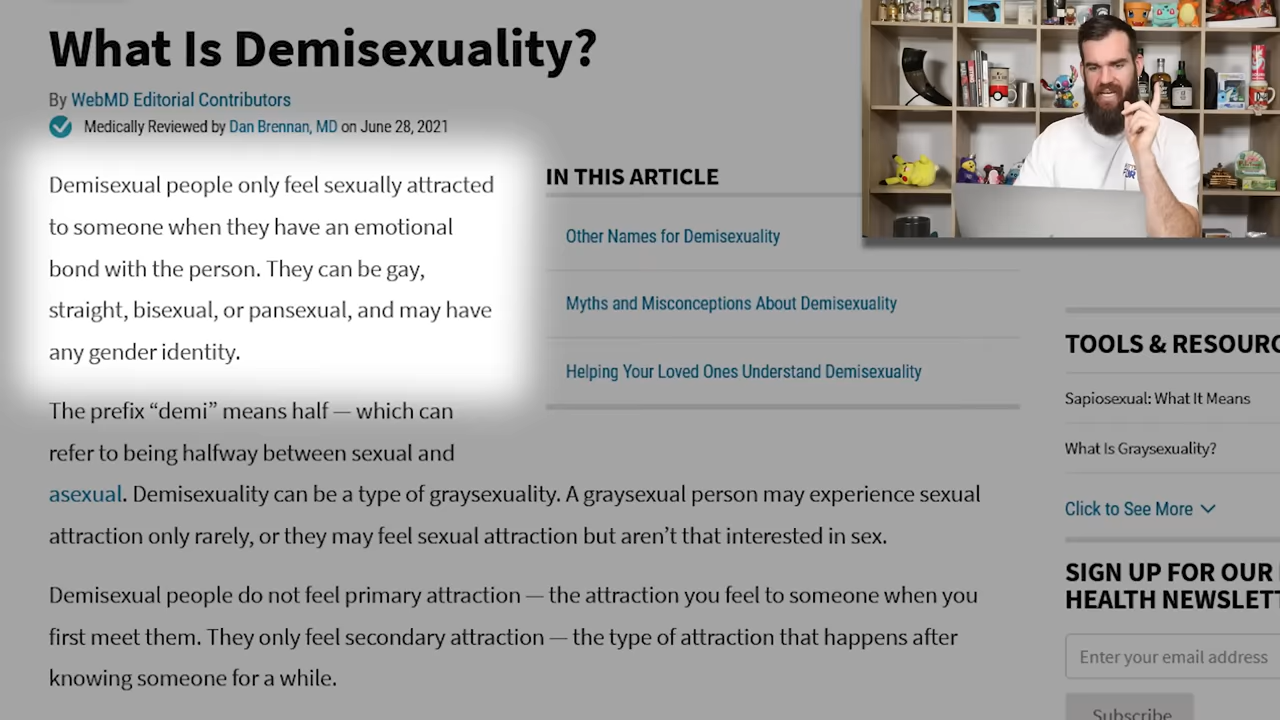 What Is Demisexuality?
By WebMD Editorial Contributors
Medically Reviewed by Dan Brennan, MD on June 28, 2021
Demisexual people only feel sexually attracted
to someone when they have an emotional
bond with the person. They can be gay,
straight, bisexual, or pansexual, and may have
any gender identity.
The prefix “demi” means half — which can
refer to being halfway between sexual and
asexual. Demisexuality can be a type of graysexuality. A graysexual person may experience sexual
attraction only rarely, or they may feel sexual attraction but aren’t that interested in sex.
Demisexual people do not feel primary attraction — the attraction you feel to someone when you
first meet them. They only feel secondary attraction — the type of attraction that happens after
knowing someone for a while.
IN THIS ARTICLE
Other Names for Demisexuality
Myths and Misconceptions About Demisexuality
Helping Your Loved Ones Understand Demisexuality
TOOLS & RESOURC
Sapiosexual: What It Means
What Is Graysexuality?
Click to See More
SIGN UP FOR OUR
HEALTH NEWSLETT
Enter your email address
Subscribe